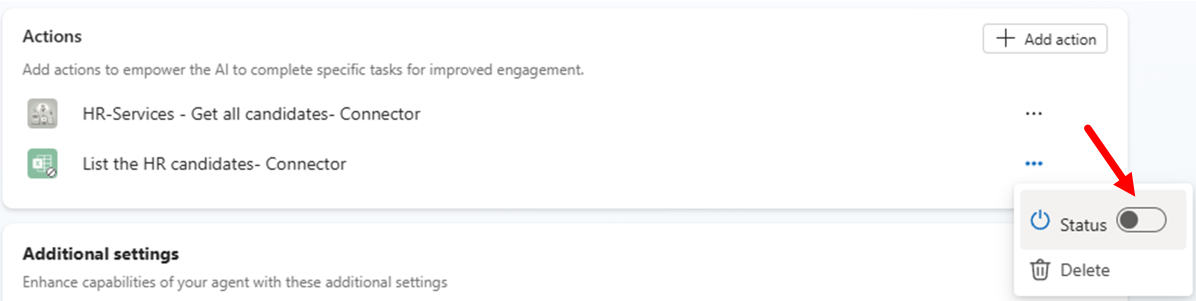 Actions
Add action
Add actions to empower the AI to complete specific tasks for improved engagement.
HR-Services - Get all candidates- Connector
List the HR candidates- Connector
Status
Additional settings
Delete
Enhance capabilities of your agent with these additional settings